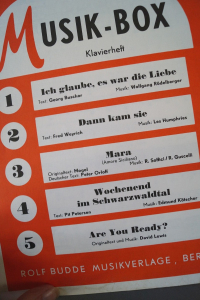 MUSIK-BOX
Klavierheft
1
Ich glaube, es war die Liebe
Text: Georg Buschor Musik: Wolfgang Rödelberger
2
Dann kam sie
Text: Fred Weyrich Musik: Les Humphries
3
Mara
(Amore Scusami)
Originaltext: Mogol Musik: R. Soffici / R. Guscelli
Deutscher Text: Peter Orloff
4
Wochenend
im Schwarzwaldtal
Text: Pit Petersen Musik: Edmund Kötscher
5
Are You Ready?
Originaltext und Musik: David Lewis
ROLF BUDDE MUSIKVERLAGE, BER